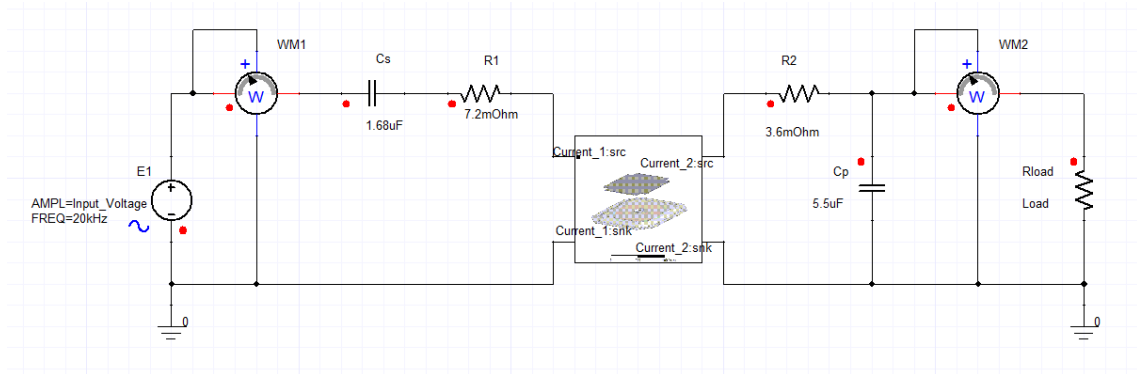 WM1
Cs
R1
+
W
1.68uF
7.2mOhm
R2
WM2
+
W
3.6mOhm
Current_1:src
Current_2:src
Current_1:snk
Current_2:snk
E1
+
AMPL=Input_Voltage
FREQ=20kHz
Cp
5.5uF
Rload
Load
0
0